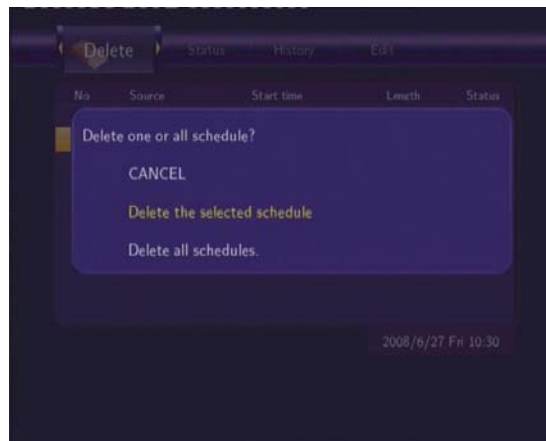 Delete Status History Edit
No Source Start time Length Status
Delete one or all schedule?
CANCEL
Delete the selected schedule
Delete all schedules.
2008/6/27 Fri 10:30